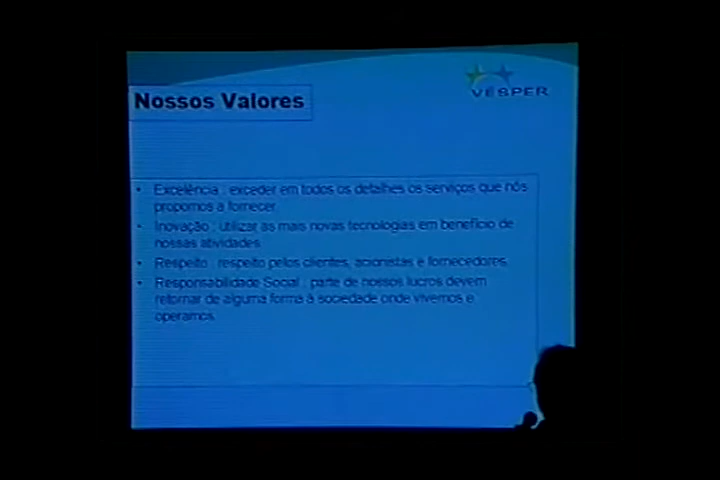 VÉSPER
Nossos Valores
• Excelência : exceder em todos os detalhes os serviços que nós
propomos a fornecer.
• Inovação : utilizar as mais novas tecnologias em benefício de
nossas atividades.
• Respeito : respeito pelos clientes, acionistas e fornecedores.
• Responsabilidade Social : parte de nossos lucros devem
retornar de alguma forma à sociedade onde vivemos e
operamos.